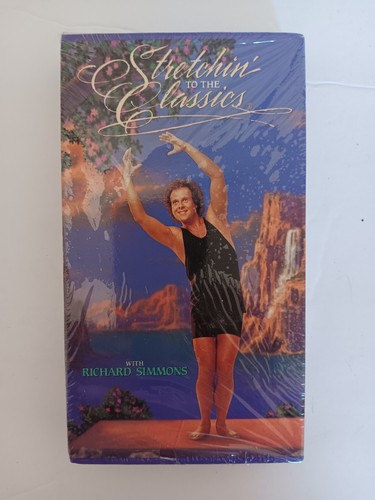 Stretchin'
TO THE
Classics
WITH
RICHARD SIMMONS